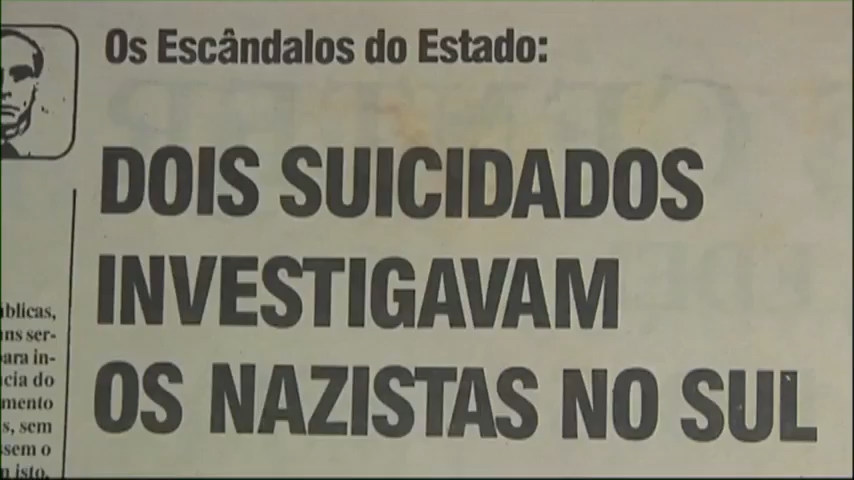 Os Escândalos do Estado:
DOIS SUICIDADOS
INVESTIGAVAM
OS NAZISTAS NO SUL
blicas,
ns ser-
ara in-
cia do
mento
s, sem
sem o
isto,